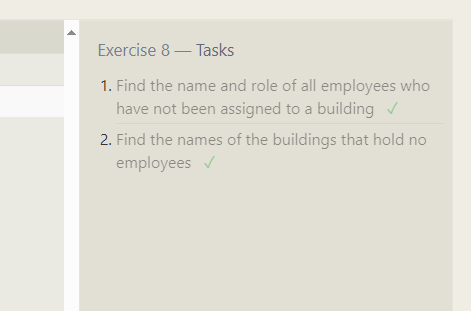 Exercise 8 — Tasks
1. Find the name and role of all employees who
have not been assigned to a building ✓
2. Find the names of the buildings that hold no
employees ✓